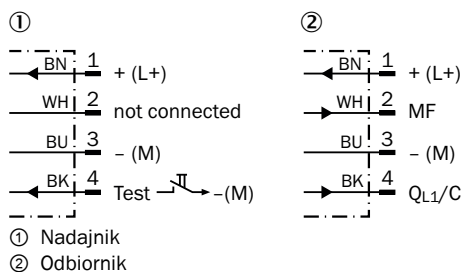 ① ②
BN 1 + (L+) BN 1 + (L+)
WH 2 not connected WH 2 MF
BU 3 – (M) BU 3 – (M)
BK 4 Test –(M) BK 4 QL1/C
① Nadajnik
② Odbiornik